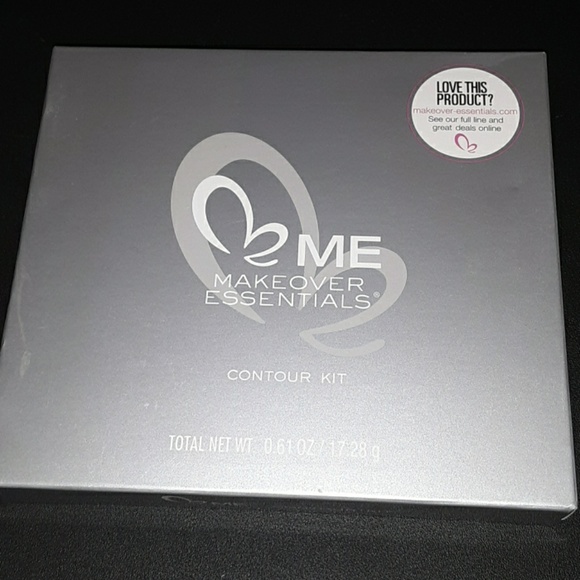 LOVE THIS
PRODUCT?
makeover-essentials.com
See our full line and
great deals online
ME
MAKEOVER
ESSENTIALS®
CONTOUR KIT
TOTAL NET WT. 0.61 OZ / 17.28 g